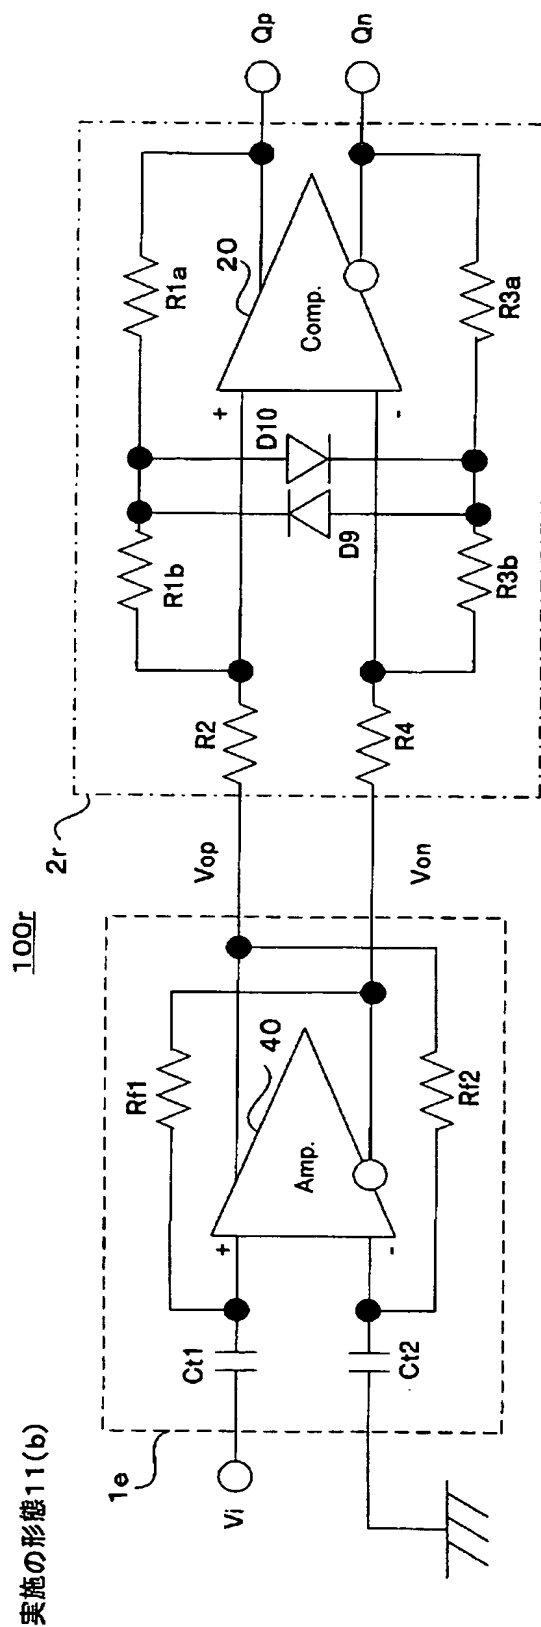 実施の形態11(b)
100r
1e
2r
Vi
Ct1
Ct2
Rf1
Rf2
40
Amp.
+
-
Vop
Von
R2
R4
R1b
R1a
R3b
R3a
D9
D10
20
Comp.
+
-
Qp
Qn